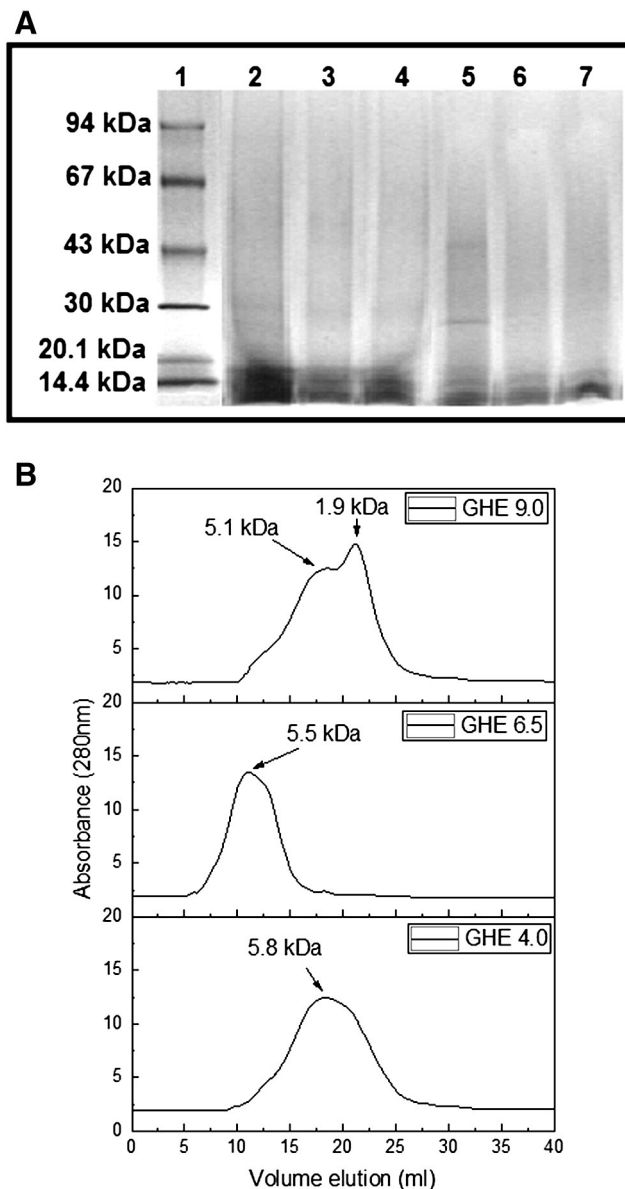 A
1 2 3 4 5 6 7
94 kDa
67 kDa
43 kDa
30 kDa
20.1 kDa
14.4 kDa
B
20
15
10
5
5.1 kDa
1.9 kDa
GHE 9.0
20
15
10
5
5.5 kDa
GHE 6.5
20
15
10
5
0
5.8 kDa
GHE 4.0
Absorbance (280nm)
0 5 10 15 20 25 30 35 40
Volume elution (ml)